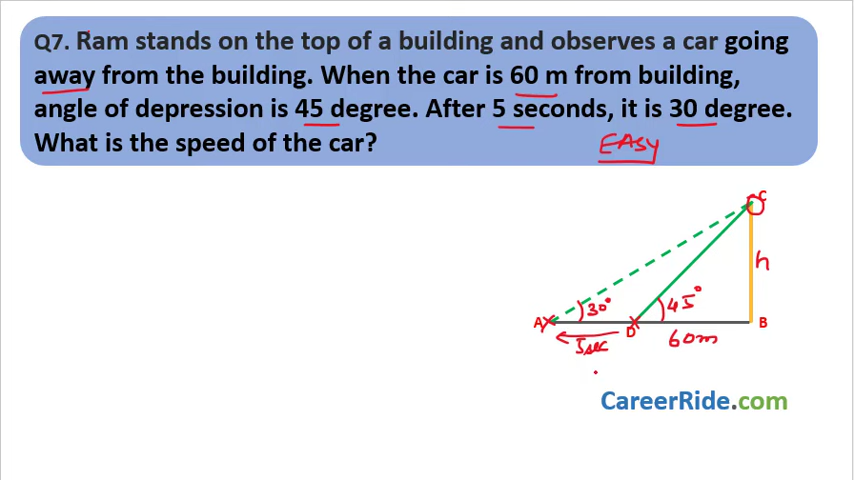 Q7. Ram stands on the top of a building and observes a car going
away from the building. When the car is 60 m from building,
angle of depression is 45 degree. After 5 seconds, it is 30 degree.
What is the speed of the car?
EASY
C
h
30°
45°
A
D
B
5sec
60m
CareerRide.com